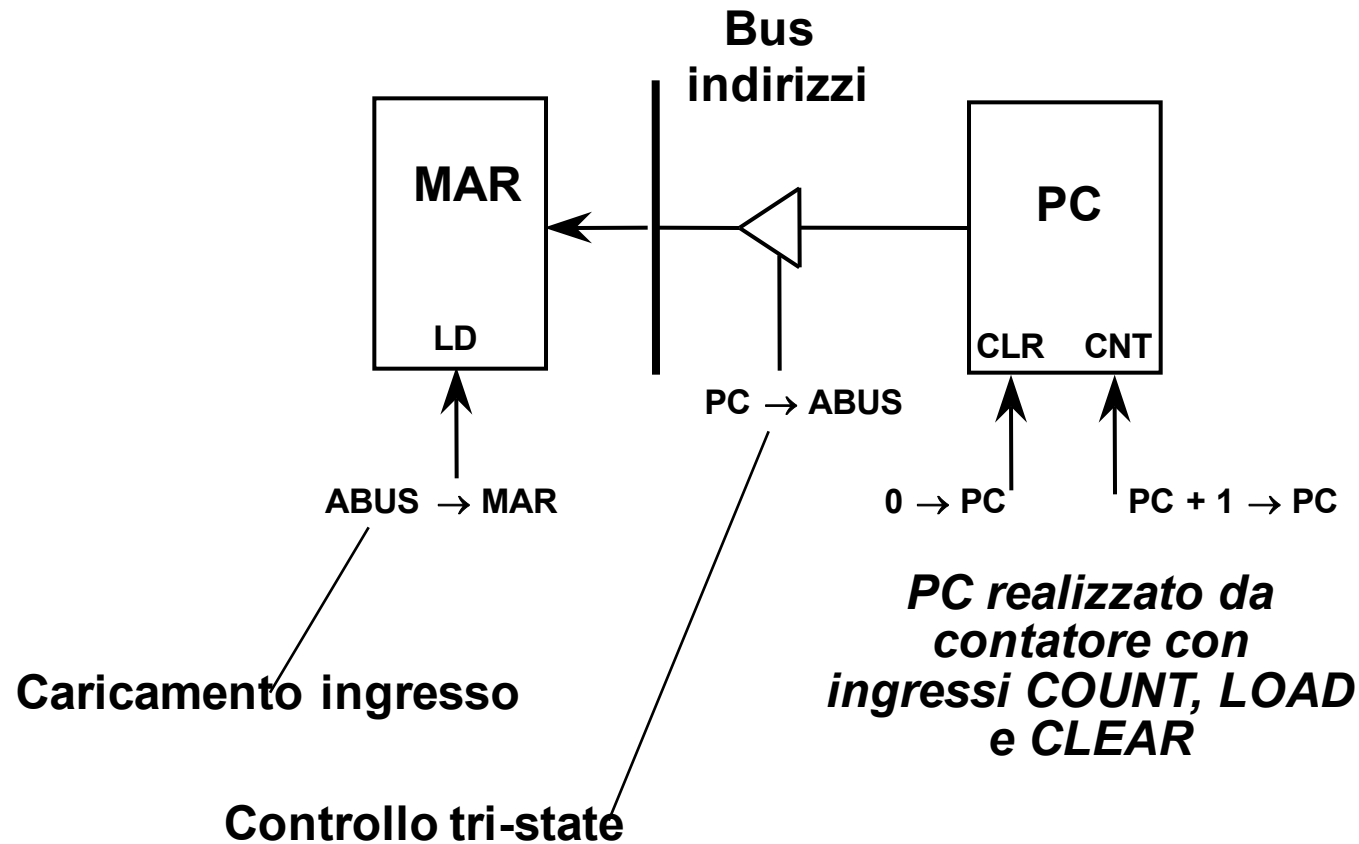 Bus
indirizzi
MAR
PC
LD
CLR CNT
PC → ABUS
ABUS → MAR
0 → PC
PC + 1 → PC
PC realizzato da
contatore con
ingressi COUNT, LOAD
e CLEAR
Caricamento ingresso
Controllo tri-state